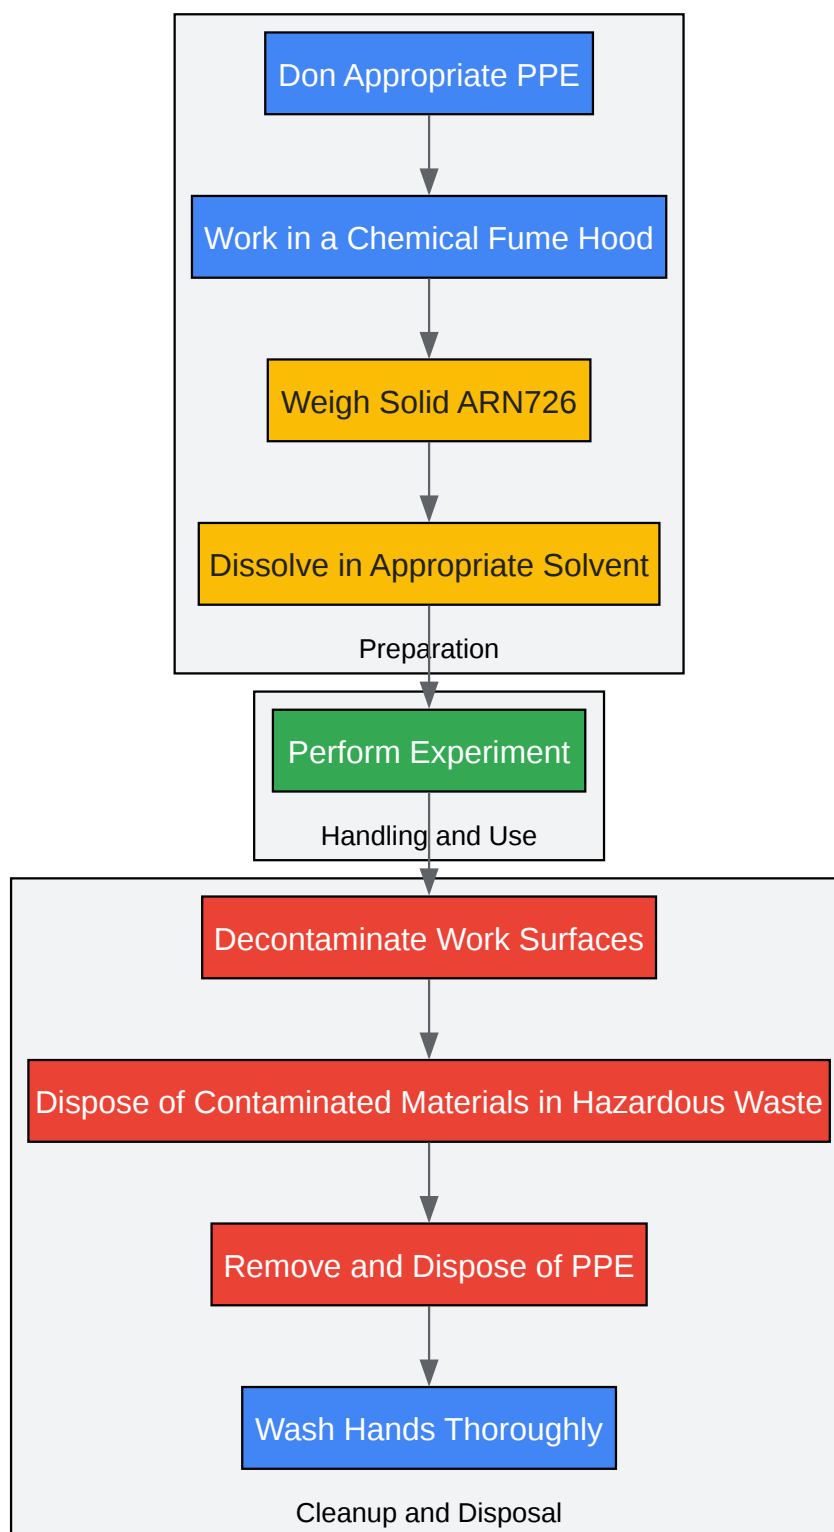 Don Appropriate PPE
Work in a Chemical Fume Hood
Weigh Solid ARN726
Dissolve in Appropriate Solvent
Preparation
Perform Experiment
Handling and Use
Decontaminate Work Surfaces
Dispose of Contaminated Materials in Hazardous Waste
Remove and Dispose of PPE
Wash Hands Thoroughly
Cleanup and Disposal